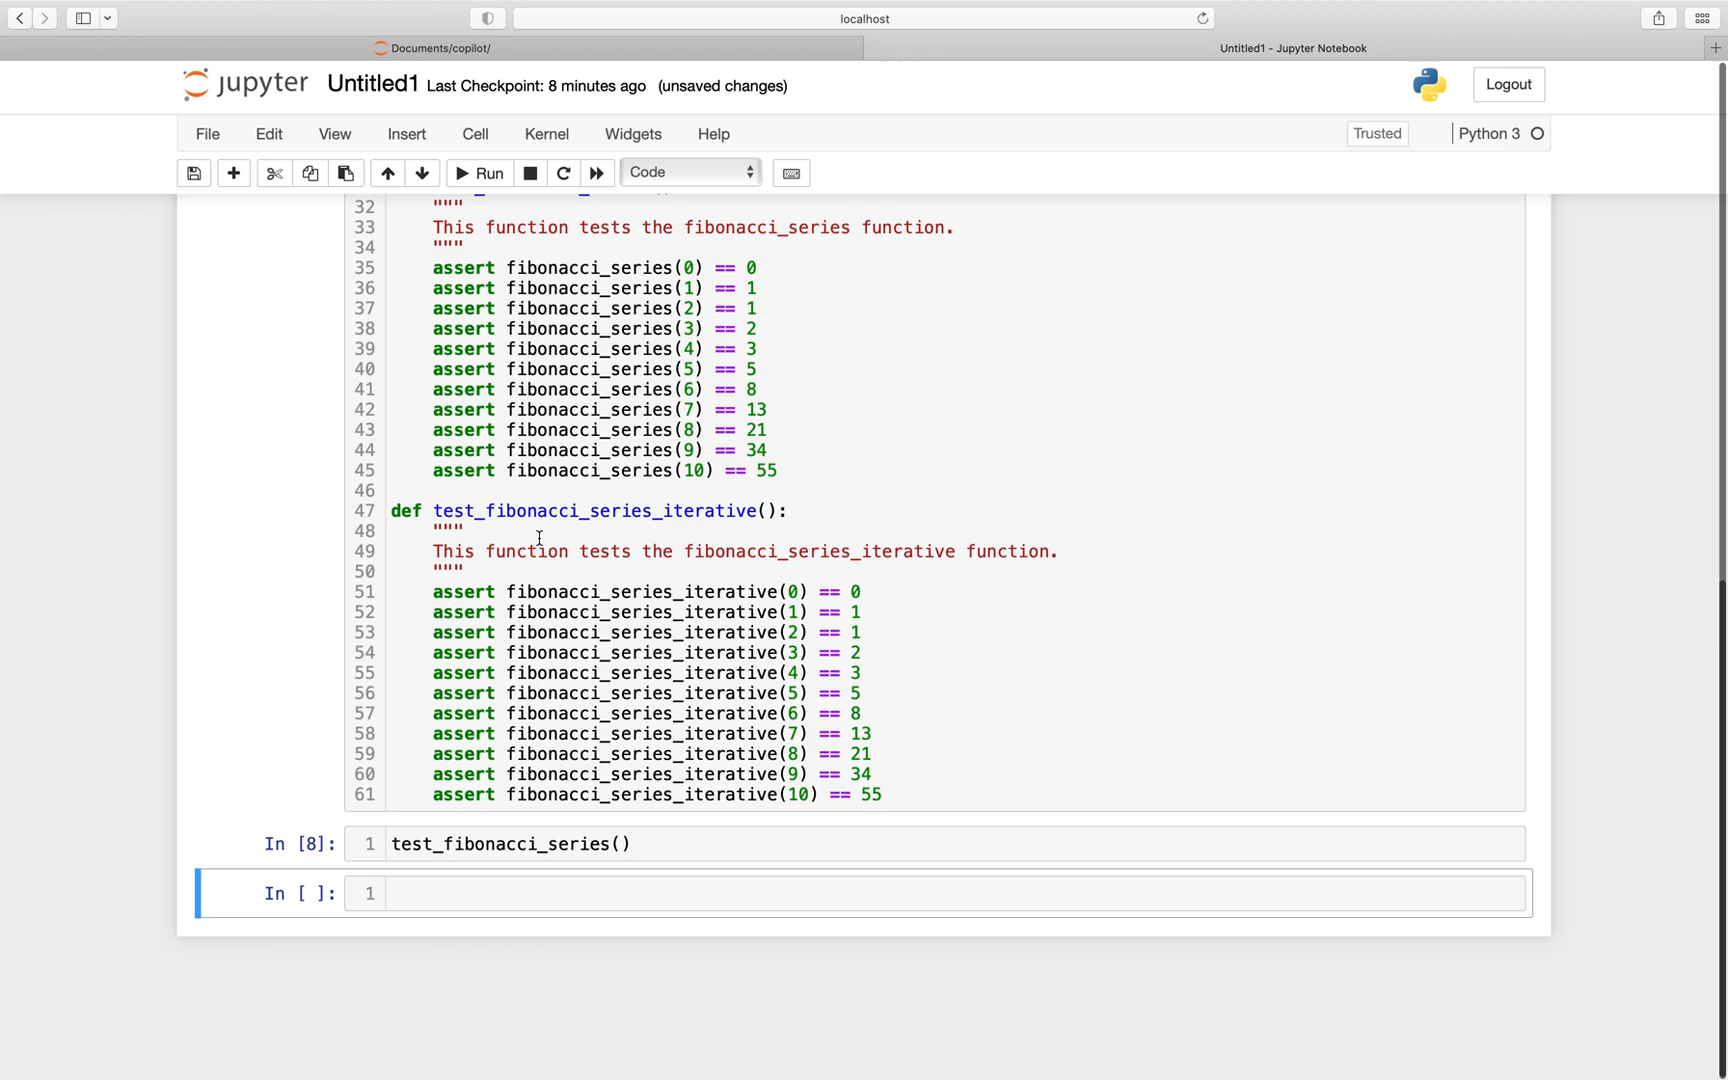 localhost
Documents/copilot/
Untitled1 - Jupyter Notebook
jupyter Untitled1 Last Checkpoint: 8 minutes ago (unsaved changes)
Logout
File Edit View Insert Cell Kernel Widgets Help
Trusted
Python 3
Run
Code
32 """
33 This function tests the fibonacci_series function.
34 """
35 assert fibonacci_series(0) == 0
36 assert fibonacci_series(1) == 1
37 assert fibonacci_series(2) == 1
38 assert fibonacci_series(3) == 2
39 assert fibonacci_series(4) == 3
40 assert fibonacci_series(5) == 5
41 assert fibonacci_series(6) == 8
42 assert fibonacci_series(7) == 13
43 assert fibonacci_series(8) == 21
44 assert fibonacci_series(9) == 34
45 assert fibonacci_series(10) == 55
46
47 def test_fibonacci_series_iterative():
48 """
49 This function tests the fibonacci_series_iterative function.
50 """
51 assert fibonacci_series_iterative(0) == 0
52 assert fibonacci_series_iterative(1) == 1
53 assert fibonacci_series_iterative(2) == 1
54 assert fibonacci_series_iterative(3) == 2
55 assert fibonacci_series_iterative(4) == 3
56 assert fibonacci_series_iterative(5) == 5
57 assert fibonacci_series_iterative(6) == 8
58 assert fibonacci_series_iterative(7) == 13
59 assert fibonacci_series_iterative(8) == 21
60 assert fibonacci_series_iterative(9) == 34
61 assert fibonacci_series_iterative(10) == 55
In [8]: 1 test_fibonacci_series()
In [ ]: 1